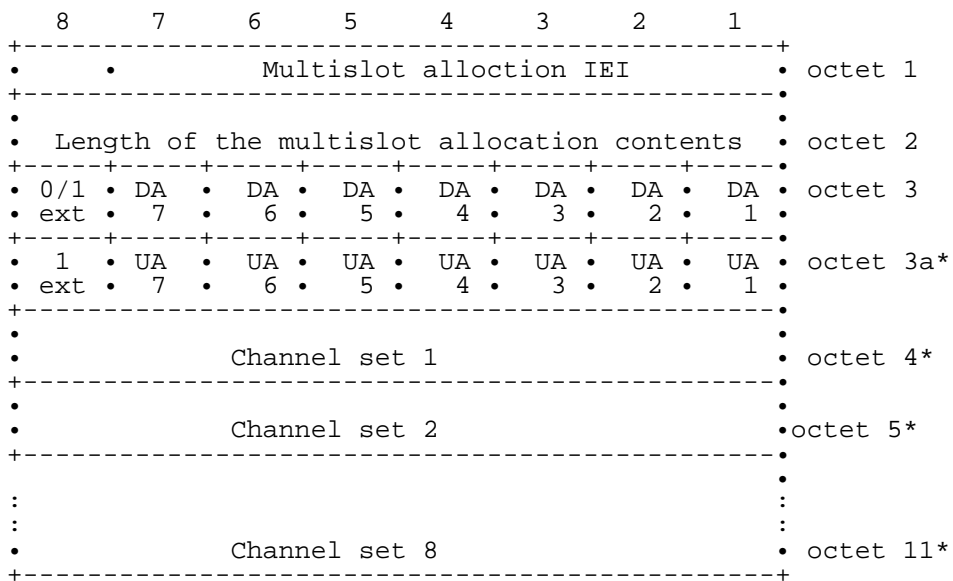 8 7 6 5 4 3 2 1
+-----------------------------------------------+
• • Multislot alloction IEI • octet 1
+-----------------------------------------------•
• •
• Length of the multislot allocation contents • octet 2
+-----+-----+-----+-----+-----+-----+-----+-----•
• 0/1 • DA • DA • DA • DA • DA • DA • DA • octet 3
• ext • 7 • 6 • 5 • 4 • 3 • 2 • 1 •
+-----+-----+-----+-----+-----+-----+-----+-----•
• 1 • UA • UA • UA • UA • UA • UA • UA • octet 3a*
• ext • 7 • 6 • 5 • 4 • 3 • 2 • 1 •
+-----------------------------------------------•
• •
• Channel set 1 • octet 4*
+-----------------------------------------------•
• •
• Channel set 2 •octet 5*
+-----------------------------------------------•
•
: :
: :
• Channel set 8 • octet 11*
+-----------------------------------------------+